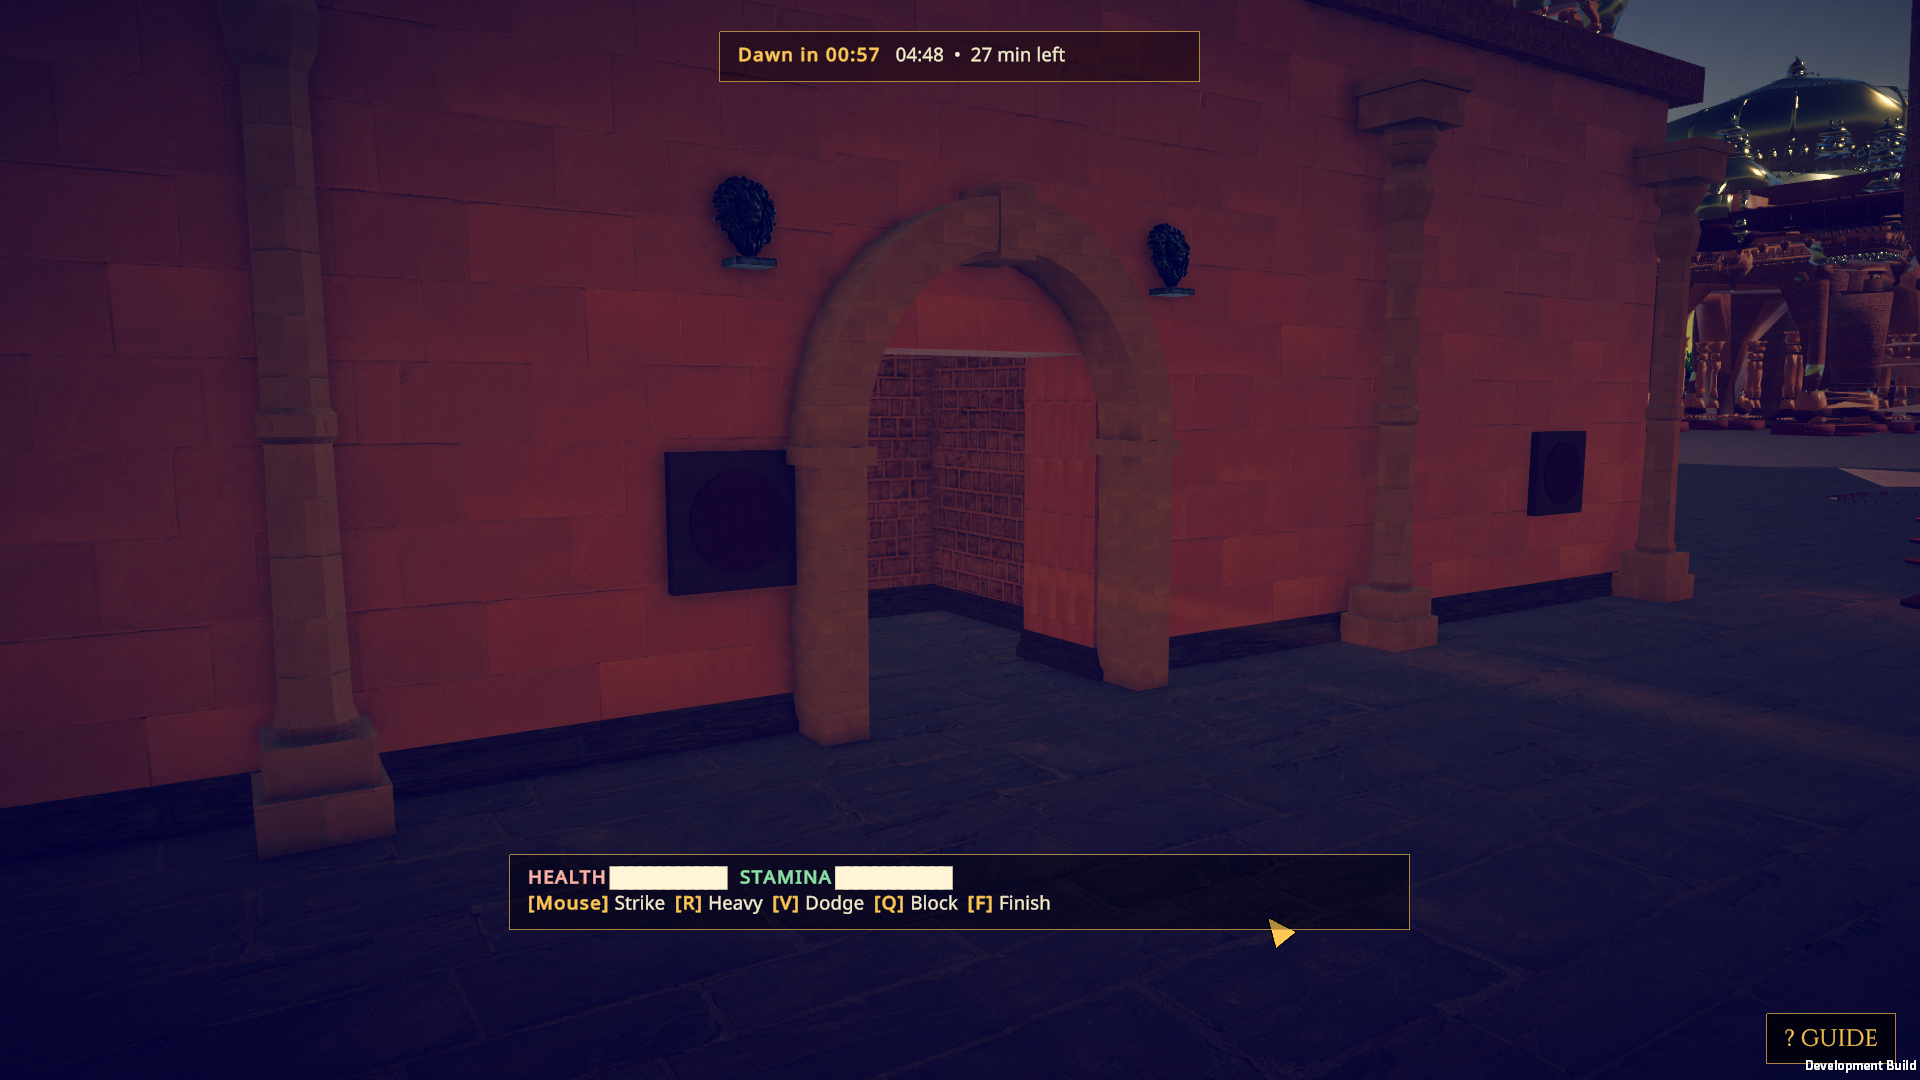 Dawn in 00:57 04:48 • 27 min left
HEALTH STAMINA
[Mouse] Strike [R] Heavy [V] Dodge [Q] Block [F] Finish
? GUIDE
Development Build